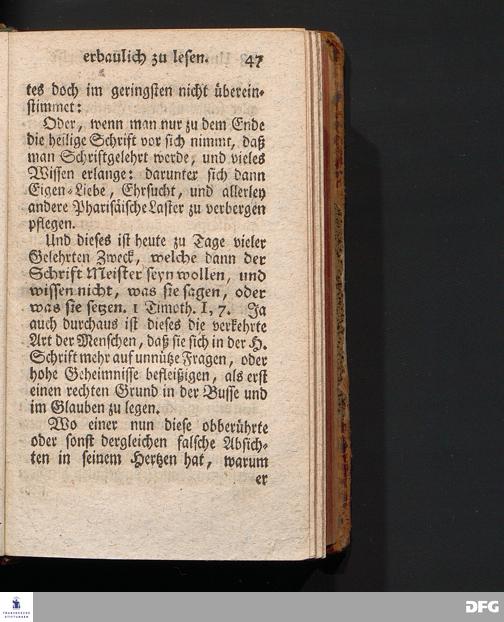 erbaulich zu lesen. 47
tes doch im geringsten nicht überein-
stimmet:
Oder, wenn man nur zu dem Ende
die heilige Schrift vor sich nimmt, daß
man Schriftgelehrt werde, und vieles
Wissen erlange: darunter sich dann
Eigen-Liebe, Ehrsucht, und allerley
andere Pharisäische Laster zu verbergen
pflegen.
Und dieses ist heute zu Tage vieler
Gelehrten Zweck, welche dann der
Schrift Meister seyn wollen, und
wissen nicht, was sie sagen, oder
was sie setzen. 1 Timoth. I, 7. Ja
auch durchaus ist dieses die verkehrte
Art der Menschen, daß sie sich in der H.
Schrift mehr auf unnütze Fragen, oder
hohe Geheimnisse befleißigen, als erst
einen rechten Grund in der Busse und
im Glauben zu legen.
Wo einer nun diese obberührte
oder sonst dergleichen falsche Absich-
ten in seinem Hertzen hat, warum
er
FRANCKESCHE
STIFTUNGEN
DFG